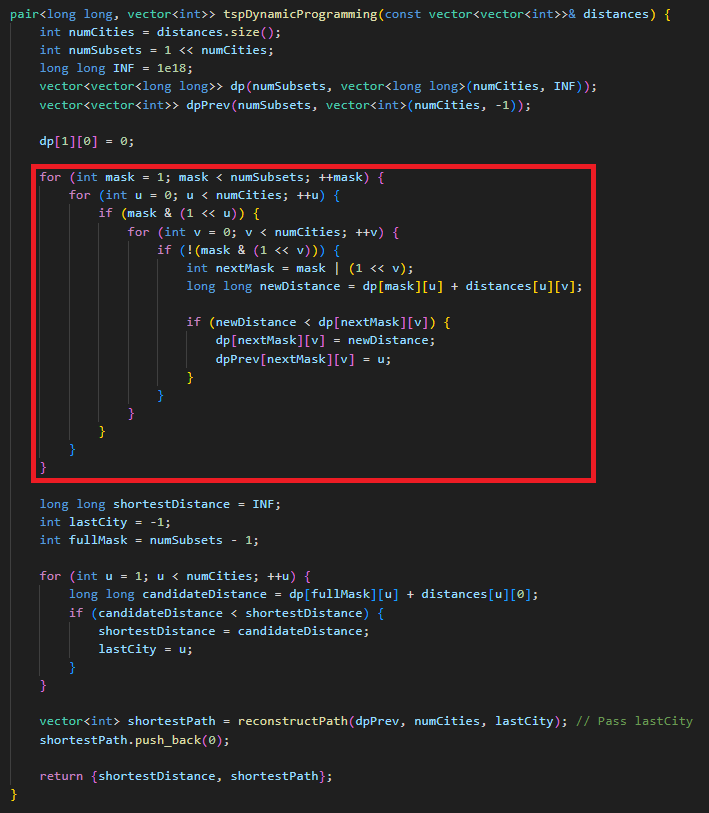 pair<long long, vector<int>> tspDynamicProgramming(const vector<vector<int>>& distances) {
    int numCities = distances.size();
    int numSubsets = 1 << numCities;
    long long INF = 1e18;
    vector<vector<long long>> dp(numSubsets, vector<long long>(numCities, INF));
    vector<vector<int>> dpPrev(numSubsets, vector<int>(numCities, -1));

    dp[1][0] = 0;

    for (int mask = 1; mask < numSubsets; ++mask) {
        for (int u = 0; u < numCities; ++u) {
            if (mask & (1 << u)) {
                for (int v = 0; v < numCities; ++v) {
                    if (!(mask & (1 << v))) {
                        int nextMask = mask | (1 << v);
                        long long newDistance = dp[mask][u] + distances[u][v];

                        if (newDistance < dp[nextMask][v]) {
                            dp[nextMask][v] = newDistance;
                            dpPrev[nextMask][v] = u;
                        }
                    }
                }
            }
        }
    }

    long long shortestDistance = INF;
    int lastCity = -1;
    int fullMask = numSubsets - 1;

    for (int u = 1; u < numCities; ++u) {
        long long candidateDistance = dp[fullMask][u] + distances[u][0];
        if (candidateDistance < shortestDistance) {
            shortestDistance = candidateDistance;
            lastCity = u;
        }
    }

    vector<int> shortestPath = reconstructPath(dpPrev, numCities, lastCity); // Pass lastCity
    shortestPath.push_back(0);

    return {shortestDistance, shortestPath};
}